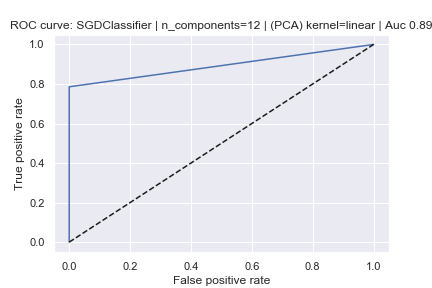 ROC curve: SGDClassifier | n_components=12 | (PCA) kernel=linear | Auc 0.89
1.0
0.8
0.6
0.4
0.2
0.0
True positive rate
0.0 0.2 0.4 0.6 0.8 1.0
False positive rate